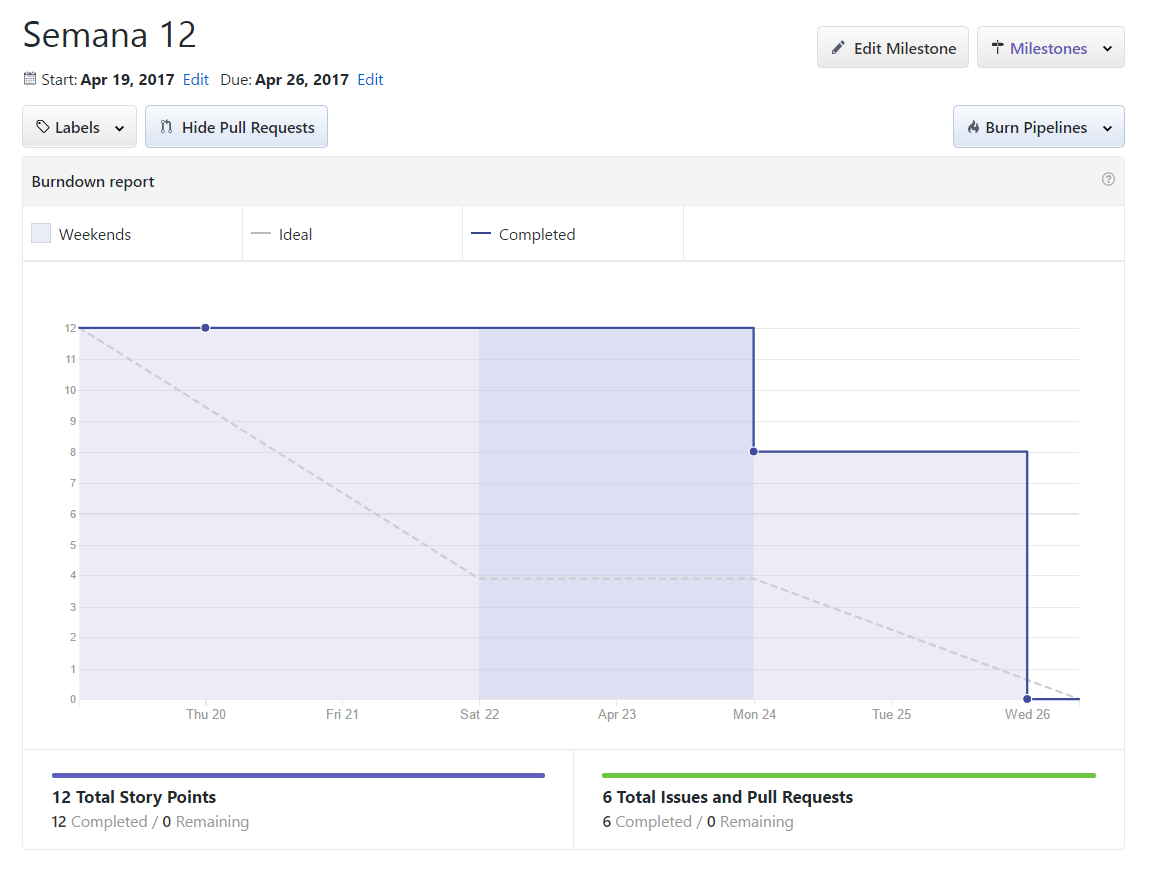 Semana 12
Edit Milestone
Milestones
Start: Apr 19, 2017 Edit Due: Apr 26, 2017 Edit
Labels
Hide Pull Requests
Burn Pipelines
Burndown report
?
Weekends
Ideal
Completed
12
11
10
9
8
7
6
5
4
3
2
1
0
Thu 20
Fri 21
Sat 22
Apr 23
Mon 24
Tue 25
Wed 26
12 Total Story Points
12 Completed / 0 Remaining
6 Total Issues and Pull Requests
6 Completed / 0 Remaining